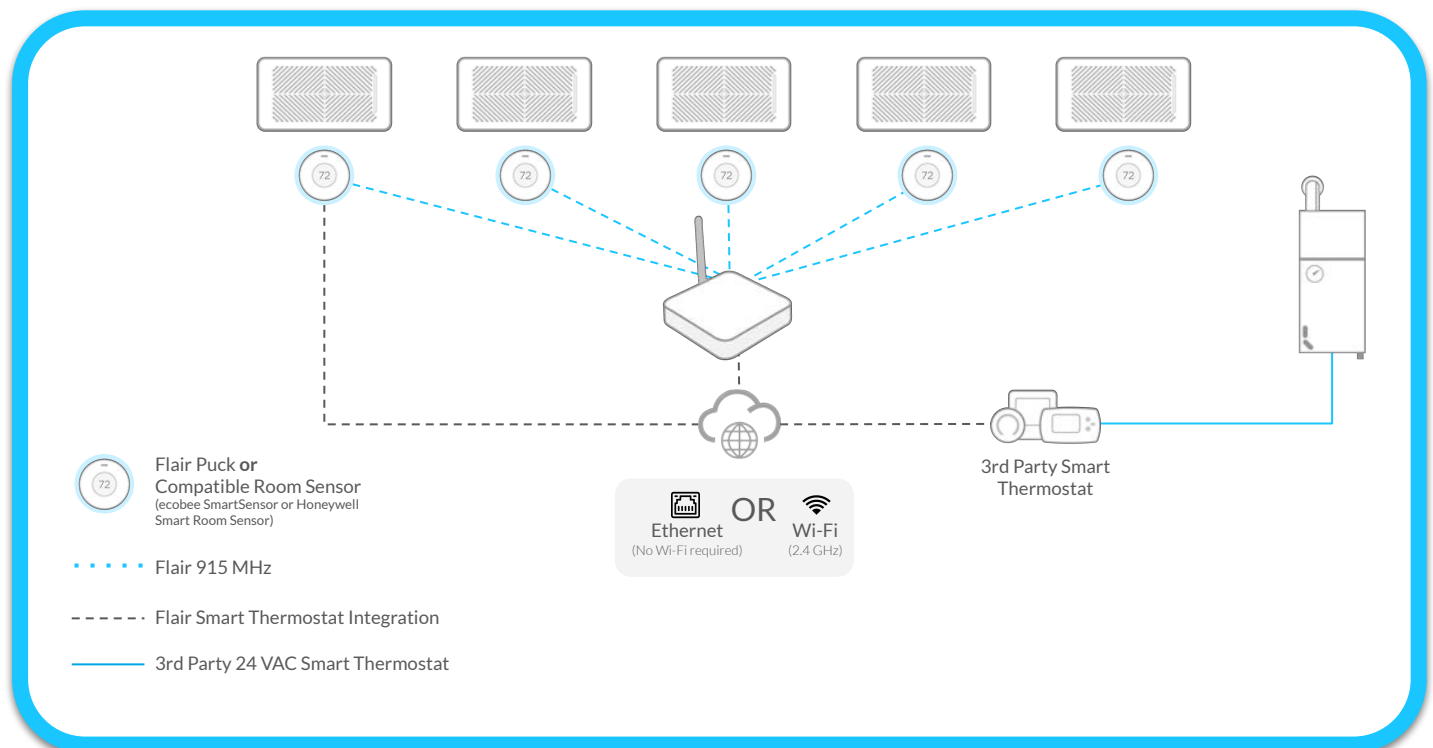 72
72
72
72
72
3rd Party Smart
Thermostat
72
Flair Puck or
Compatible Room Sensor
(ecobee SmartSensor or Honeywell
Smart Room Sensor)
Ethernet OR Wi-Fi
(No Wi-Fi required) (2.4 GHz)
Flair 915 MHz
Flair Smart Thermostat Integration
3rd Party 24 VAC Smart Thermostat